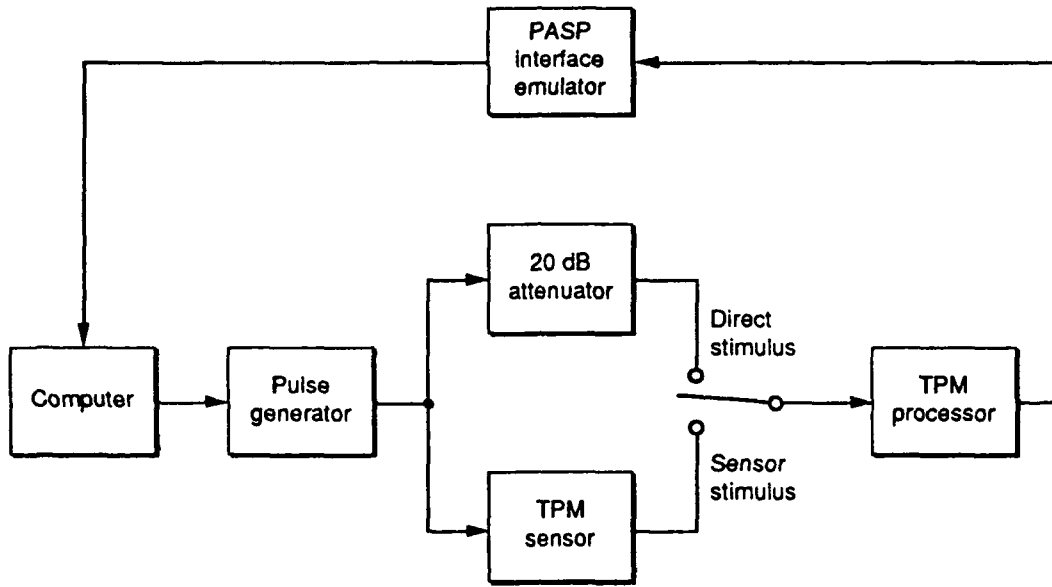 PASP
interface
emulator
20 dB
attenuator
Direct
stimulus
Computer
Pulse
generator
TPM
processor
Sensor
stimulus
TPM
sensor